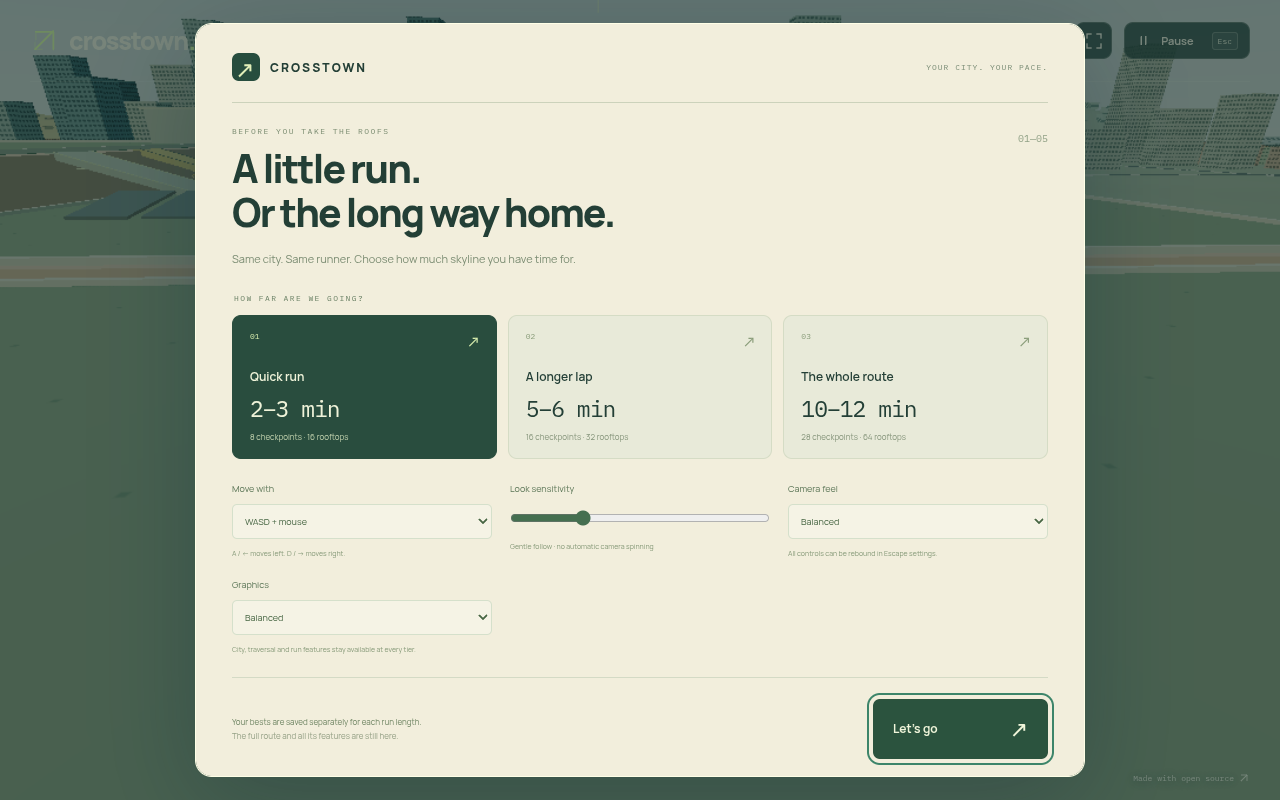 crosstown.
Pause
Esc
CROSSTOWN
YOUR CITY. YOUR PACE.
BEFORE YOU TAKE THE ROOFS
01—05
A little run.
Or the long way home.
Same city. Same runner. Choose how much skyline you have time for.
HOW FAR ARE WE GOING?
01
Quick run
2–3 min
8 checkpoints · 16 rooftops
02
A longer lap
5–6 min
16 checkpoints · 32 rooftops
03
The whole route
10–12 min
28 checkpoints · 64 rooftops
Move with
WASD + mouse
A / ← moves left. D / → moves right.
Look sensitivity
Gentle follow · no automatic camera spinning
Camera feel
Balanced
All controls can be rebound in Escape settings.
Graphics
Balanced
City, traversal and run features stay available at every tier.
Your bests are saved separately for each run length.
The full route and all its features are still here.
Let's go
Made with open source